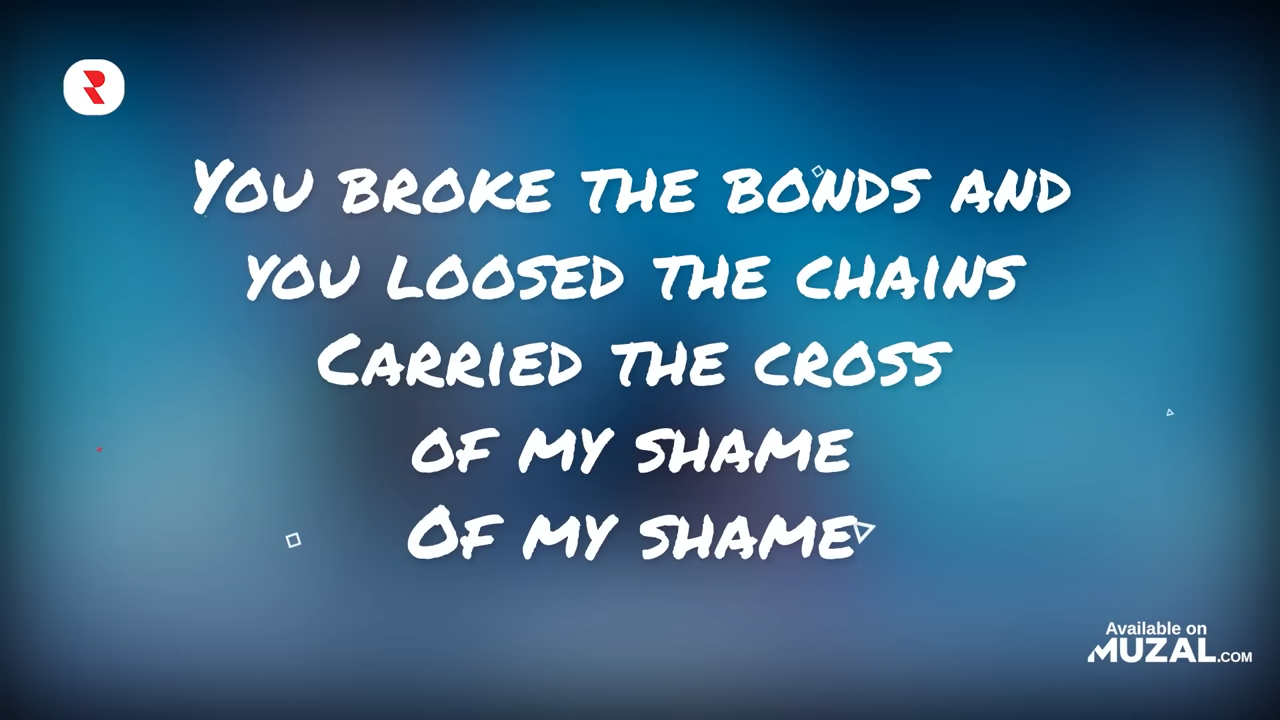 You broke the bonds and
you loosed the chains
Carried the cross
of my shame
Of my shame
Available on
MUZAL.COM